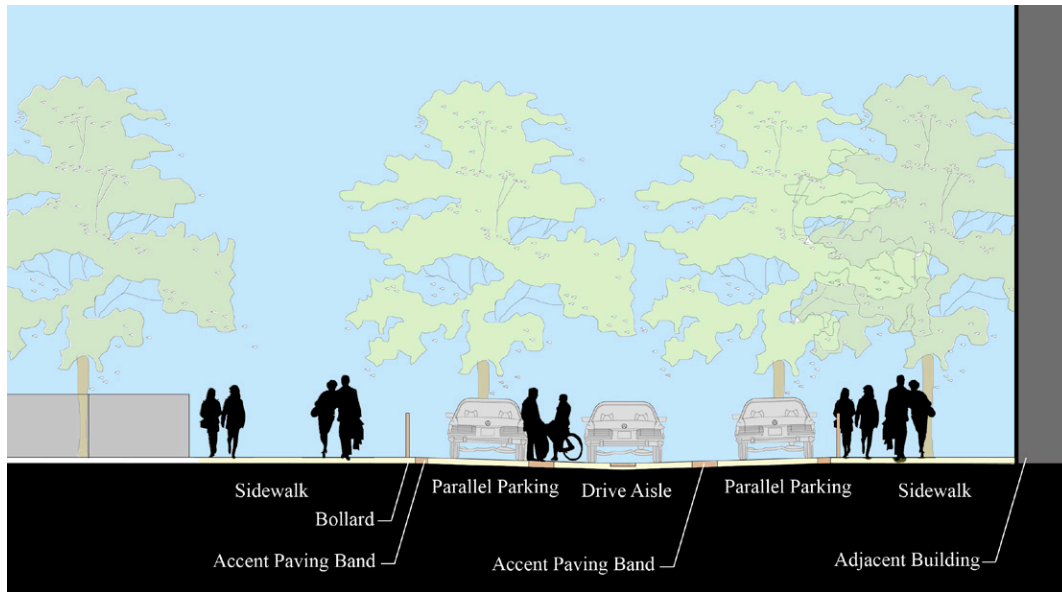 Sidewalk
Parallel Parking
Drive Aisle
Parallel Parking
Sidewalk
Bollard
Accent Paving Band
Accent Paving Band
Adjacent Building